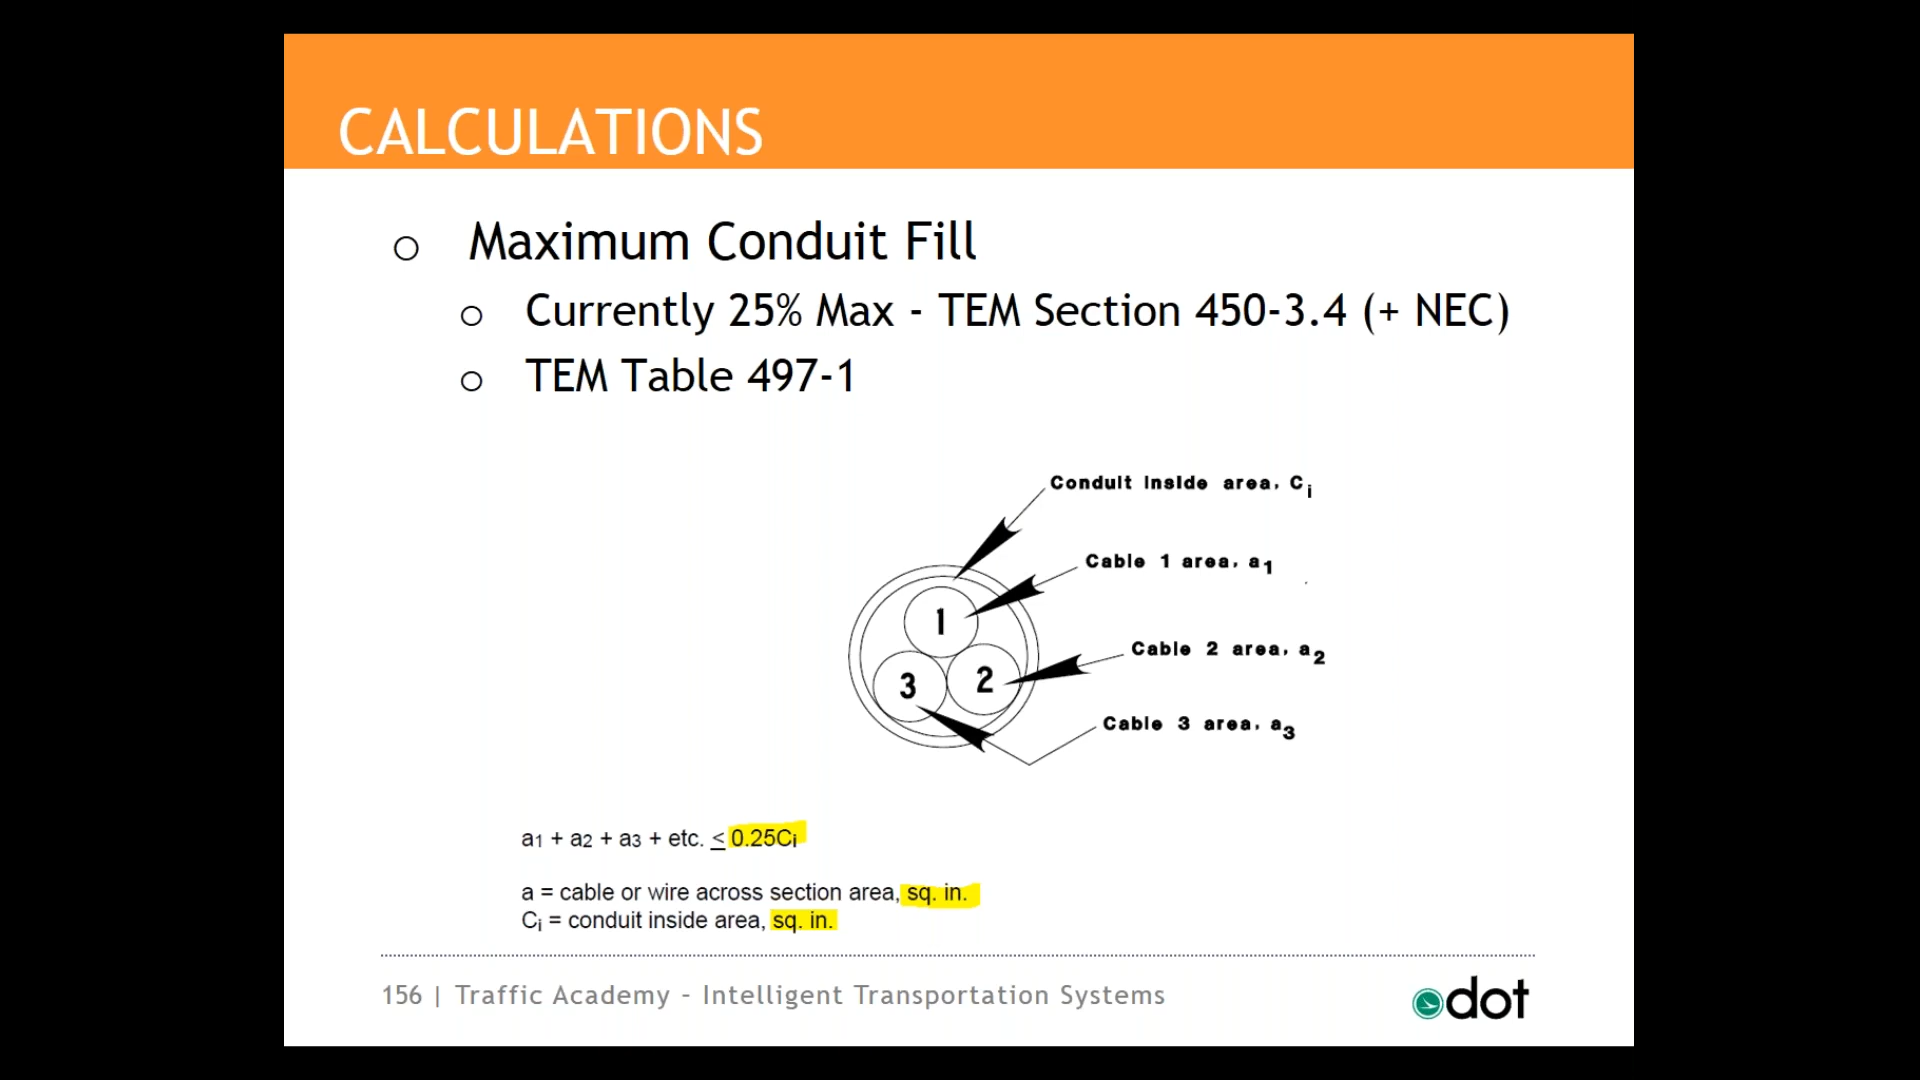 CALCULATIONS
o Maximum Conduit Fill
o Currently 25% Max - TEM Section 450-3.4 (+ NEC)
o TEM Table 497-1
Conduit Inside area, Ci
Cable 1 area, a1
1
Cable 2 area, a2
3 2
Cable 3 area, a3
a1 + a2 + a3 + etc. ≤ 0.25Ci
a = cable or wire across section area, sq. in.
Ci = conduit inside area, sq. in.
156 | Traffic Academy – Intelligent Transportation Systems
odot